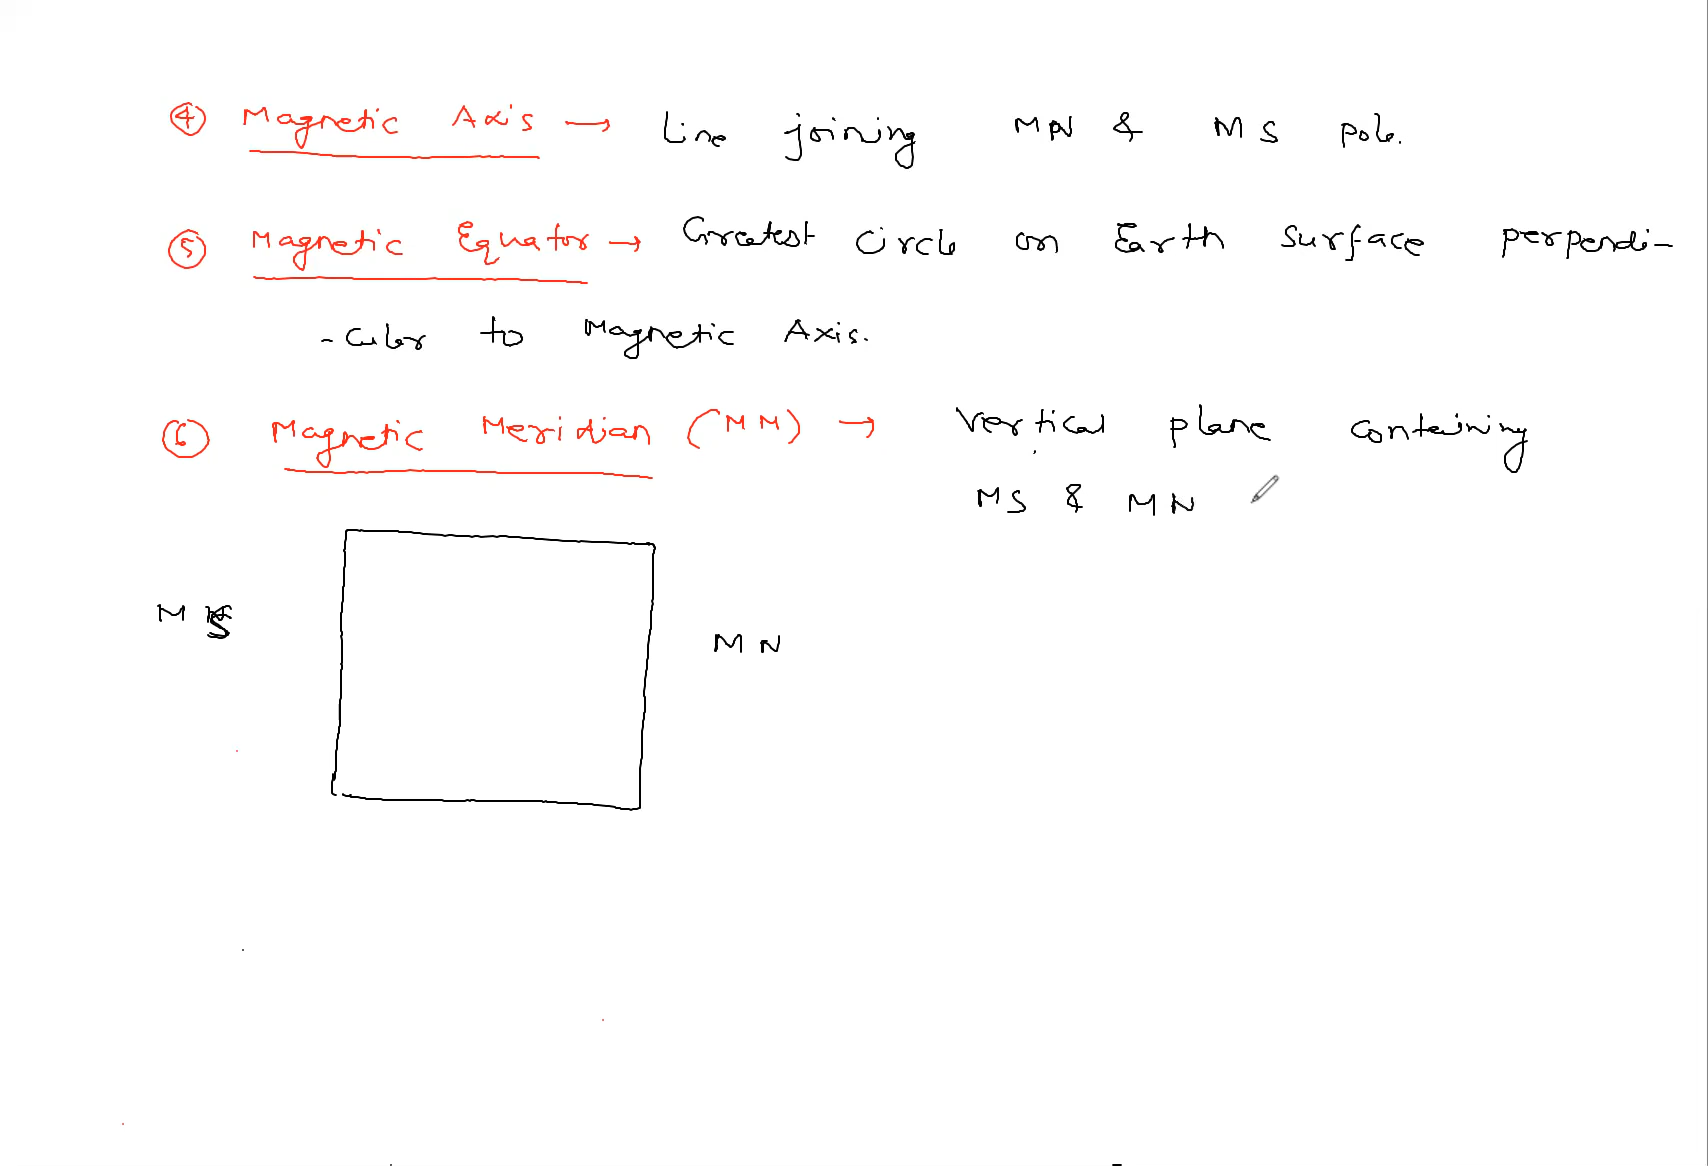 ④ Magnetic Axis → Line joining MN & MS pole.
⑤ Magnetic Equator → Greatest circle on Earth surface perpendi-
-cular to Magnetic Axis.
⑥ Magnetic Meridian (MM) → Vertical plane containing
MS & MN
MS
MN